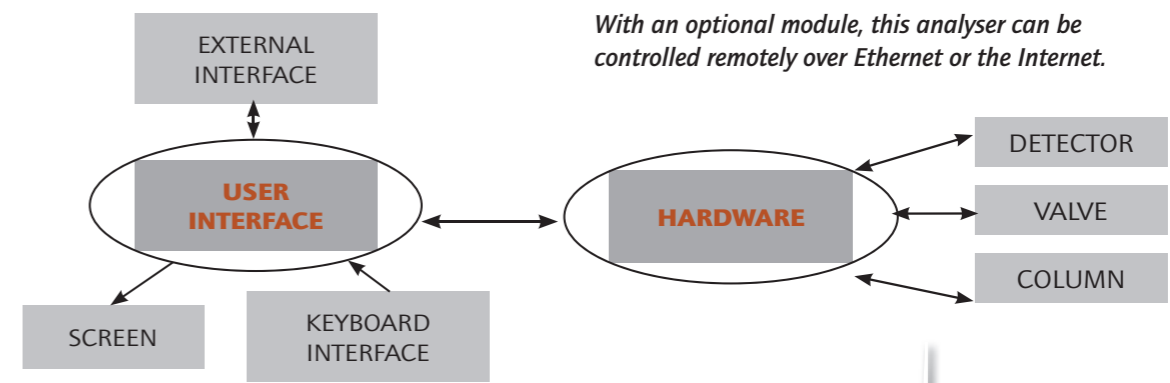 With an optional module, this analyser can be
controlled remotely over Ethernet or the Internet.
EXTERNAL
INTERFACE
USER
INTERFACE
SCREEN
KEYBOARD
INTERFACE
HARDWARE
DETECTOR
VALVE
COLUMN